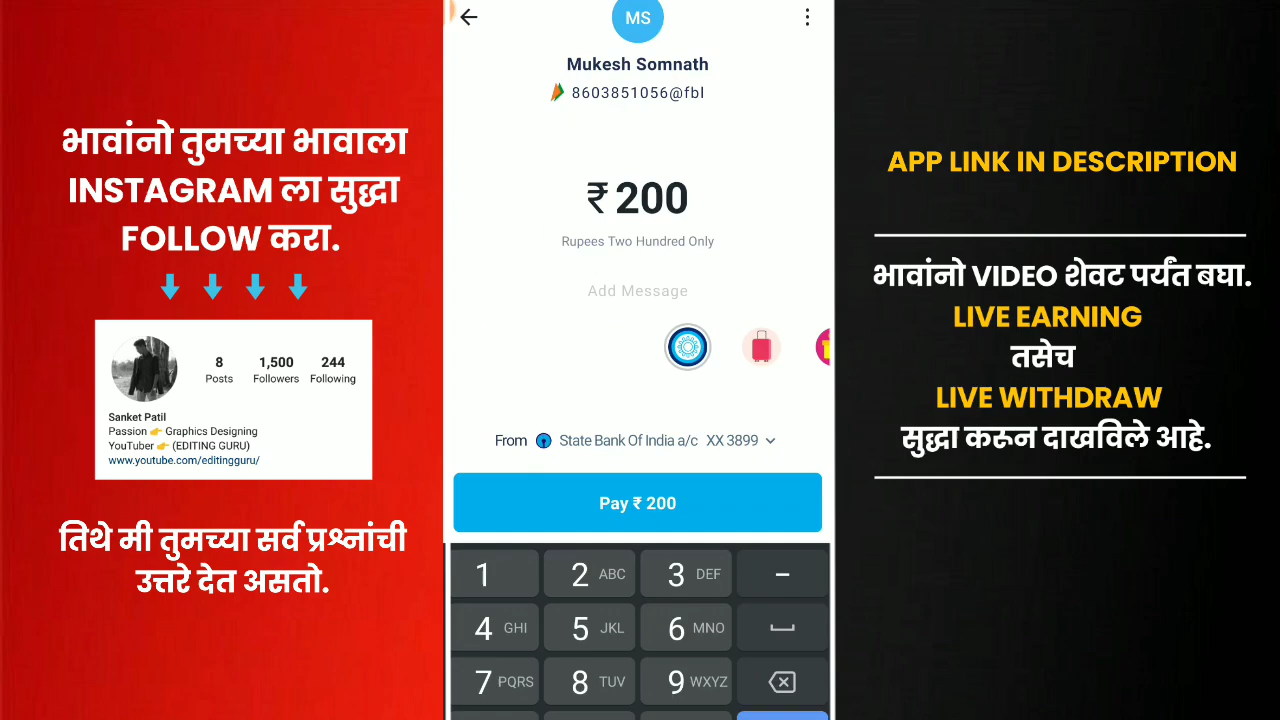 भावांनो तुमच्या भावाला
INSTAGRAM ला सुद्धा
FOLLOW करा.
8 1,500 244
Posts Followers Following
Sanket Patil
Passion 👉 Graphics Designing
YouTuber 👉 (EDITING GURU)
www.youtube.com/editingguru/
तिथे मी तुमच्या सर्व प्रश्नांची
उत्तरे देत असतो.
MS
Mukesh Somnath
8603851056@fbl
₹ 200
Rupees Two Hundred Only
Add Message
From State Bank Of India a/c XX 3899
Pay ₹ 200
1 2 ABC 3 DEF –
4 GHI 5 JKL 6 MNO
7 PQRS 8 TUV 9 WXYZ
APP LINK IN DESCRIPTION
भावांनो VIDEO शेवट पर्यंत बघा.
LIVE EARNING
तसेच
LIVE WITHDRAW
सुद्धा करून दाखविले आहे.